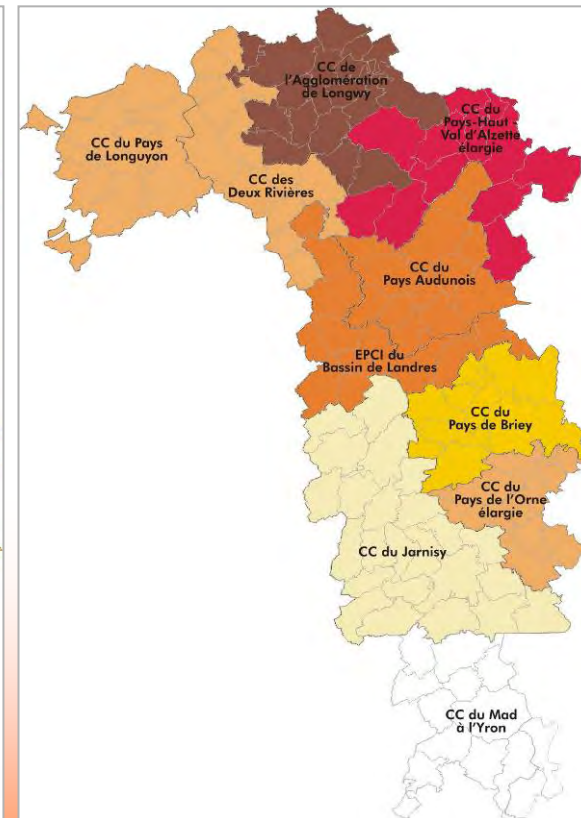 CC de
l'Agglomération
de Longwy
CC du
Pays-Haut -
Val d'Alzette
élargie
CC du Pays
de Longuyon
CC des
Deux Rivières
CC du
Pays Audunois
EPCI du
Bassin de Landres
CC du
Pays de Briey
CC du
Pays de l'Orne
élargie
CC du Jarnisy
CC du Mad
à l'Yron